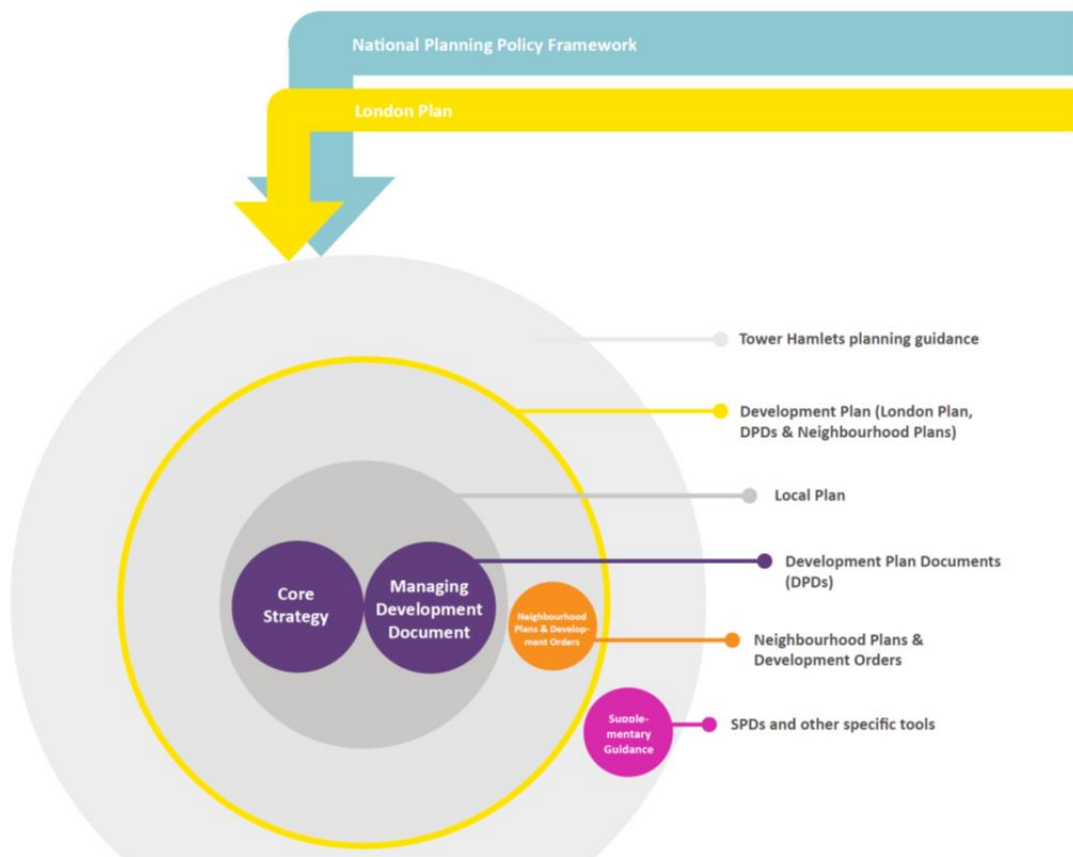 National Planning Policy Framework
London Plan
Tower Hamlets planning guidance
Development Plan (London Plan,
DPDs & Neighbourhood Plans)
Local Plan
Development Plan Documents
(DPDs)
Core
Strategy
Managing
Development
Document
Neighbourhood
Plans & Develop-
ment Orders
Neighbourhood Plans &
Development Orders
Supple-
mentary
Guidance
SPDs and other specific tools